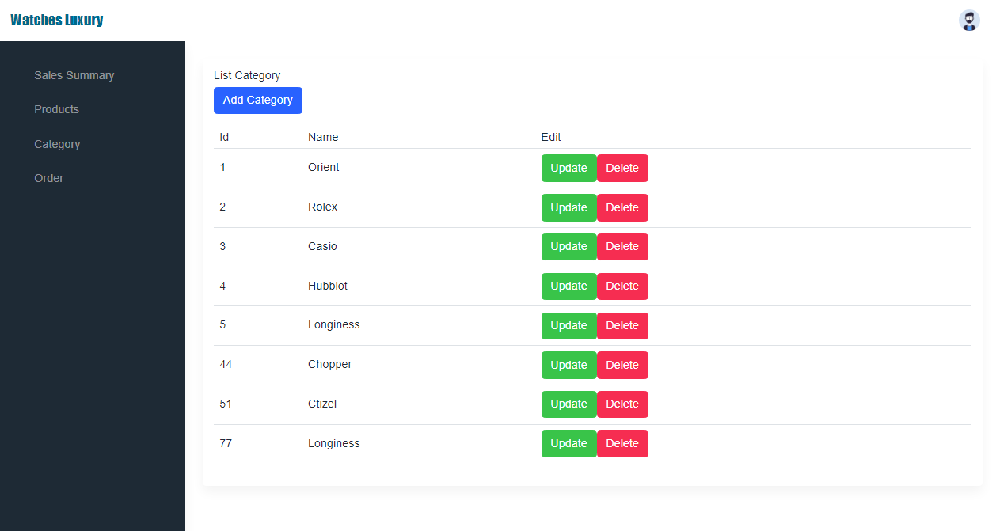 Watches Luxury
Sales Summary
Products
Category
Order
List Category
Add Category
Id Name Edit
1 Orient Update Delete
2 Rolex Update Delete
3 Casio Update Delete
4 Hubblot Update Delete
5 Longiness Update Delete
44 Chopper Update Delete
51 Ctizel Update Delete
77 Longiness Update Delete